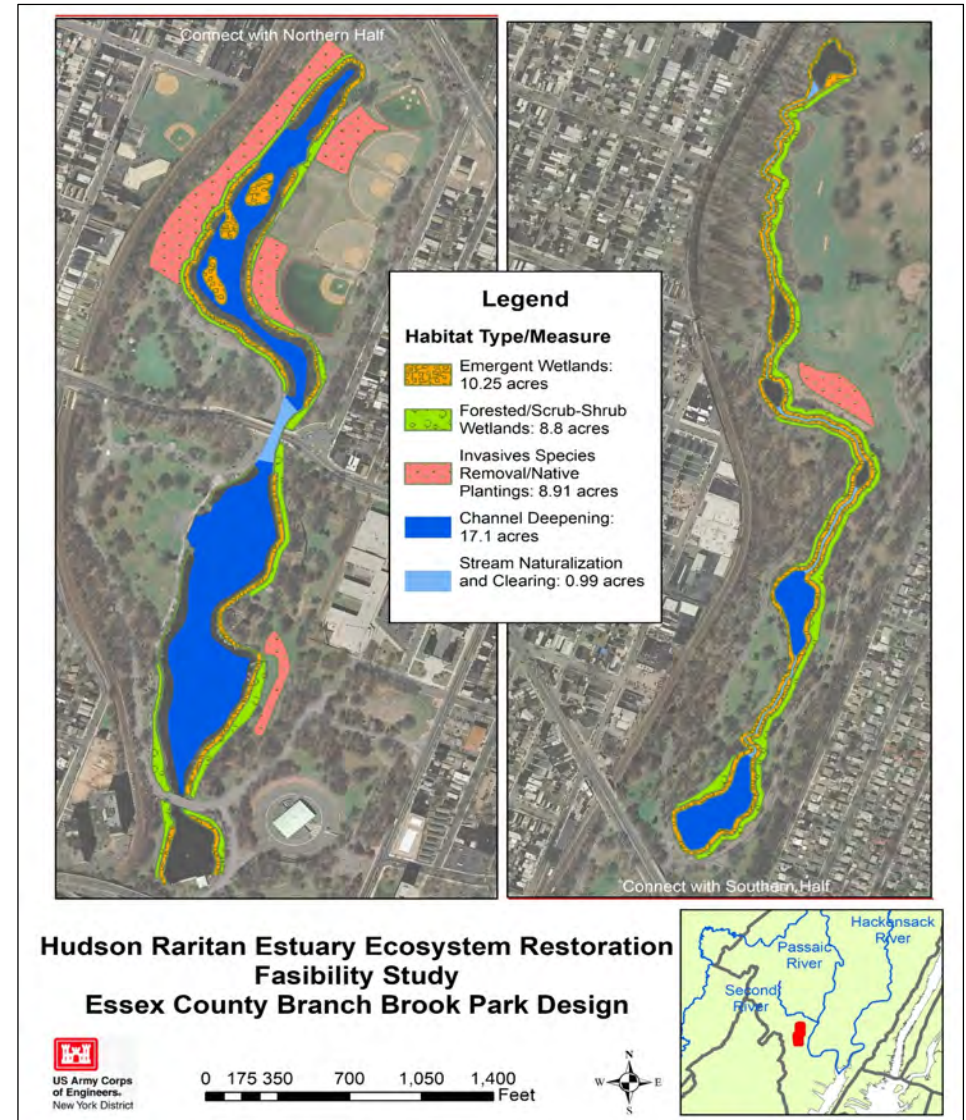 Connect with Northern Half
Connect with Southern Half
Legend
Habitat Type/Measure
Emergent Wetlands:
10.25 acres
Forested/Scrub-Shrub
Wetlands: 8.8 acres
Invasives Species
Removal/Native
Plantings: 8.91 acres
Channel Deepening:
17.1 acres
Stream Naturalization
and Clearing: 0.99 acres
Hudson Raritan Estuary Ecosystem Restoration
Fasibility Study
Essex County Branch Brook Park Design
US Army Corps
of Engineers®
New York District
0 175 350 700 1,050 1,400
Feet
N
W E
S
Hackensack
River
Passaic
River
Second
River